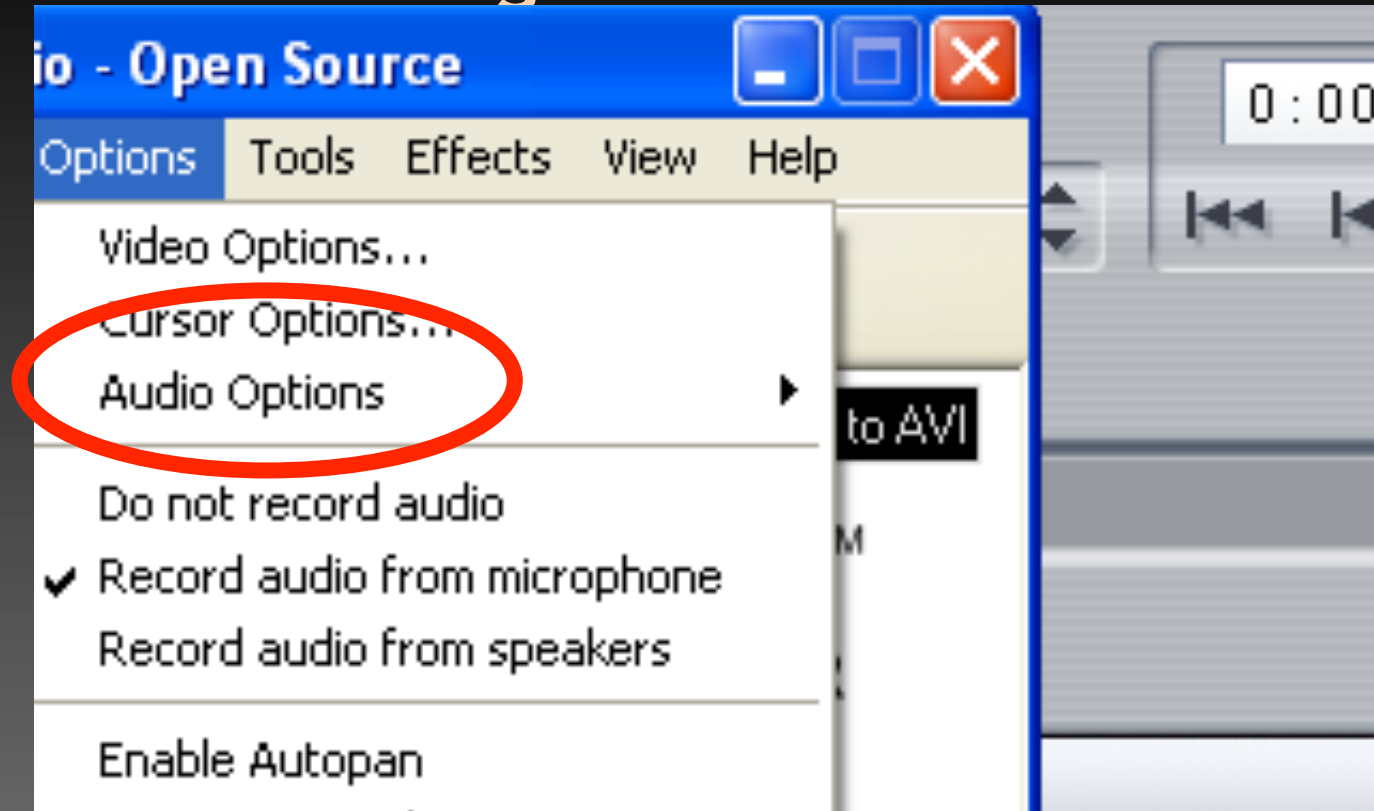 io - Open Source
0:00
Options Tools Effects View Help
Video Options...
Cursor Options...
Audio Options
to AVI
Do not record audio
M
Record audio from microphone
Record audio from speakers
Enable Autopan